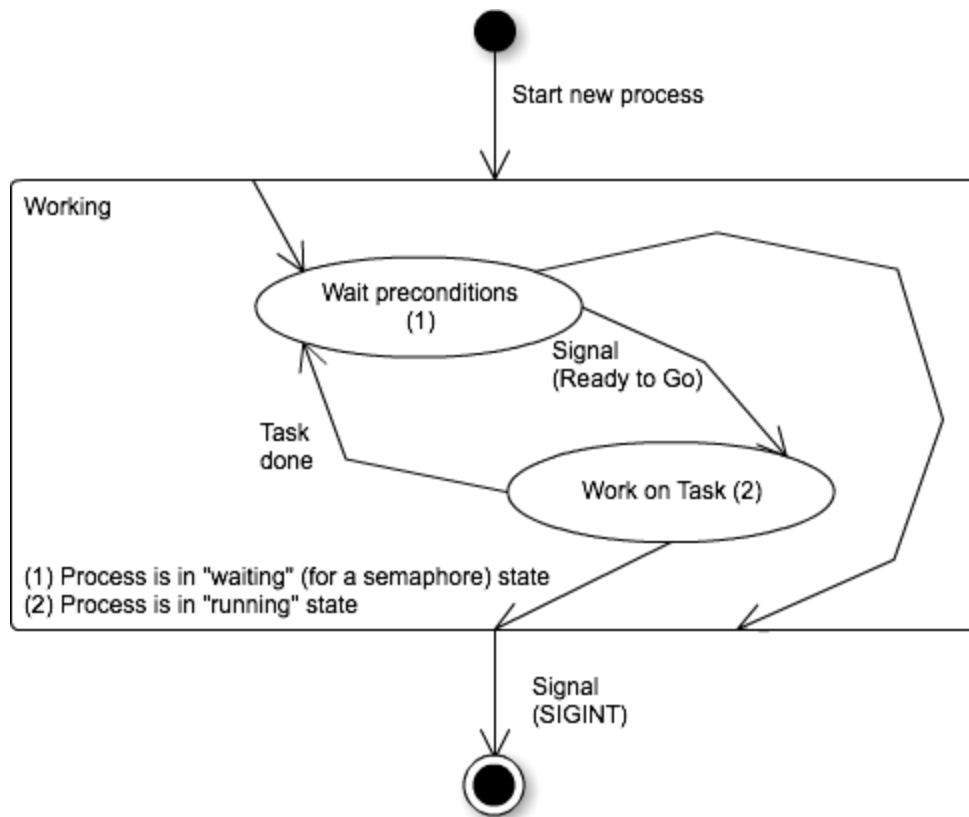 Start new process
Working
Wait preconditions
(1)
Signal
(Ready to Go)
Task
done
Work on Task (2)
(1) Process is in "waiting" (for a semaphore) state
(2) Process is in "running" state
Signal
(SIGINT)